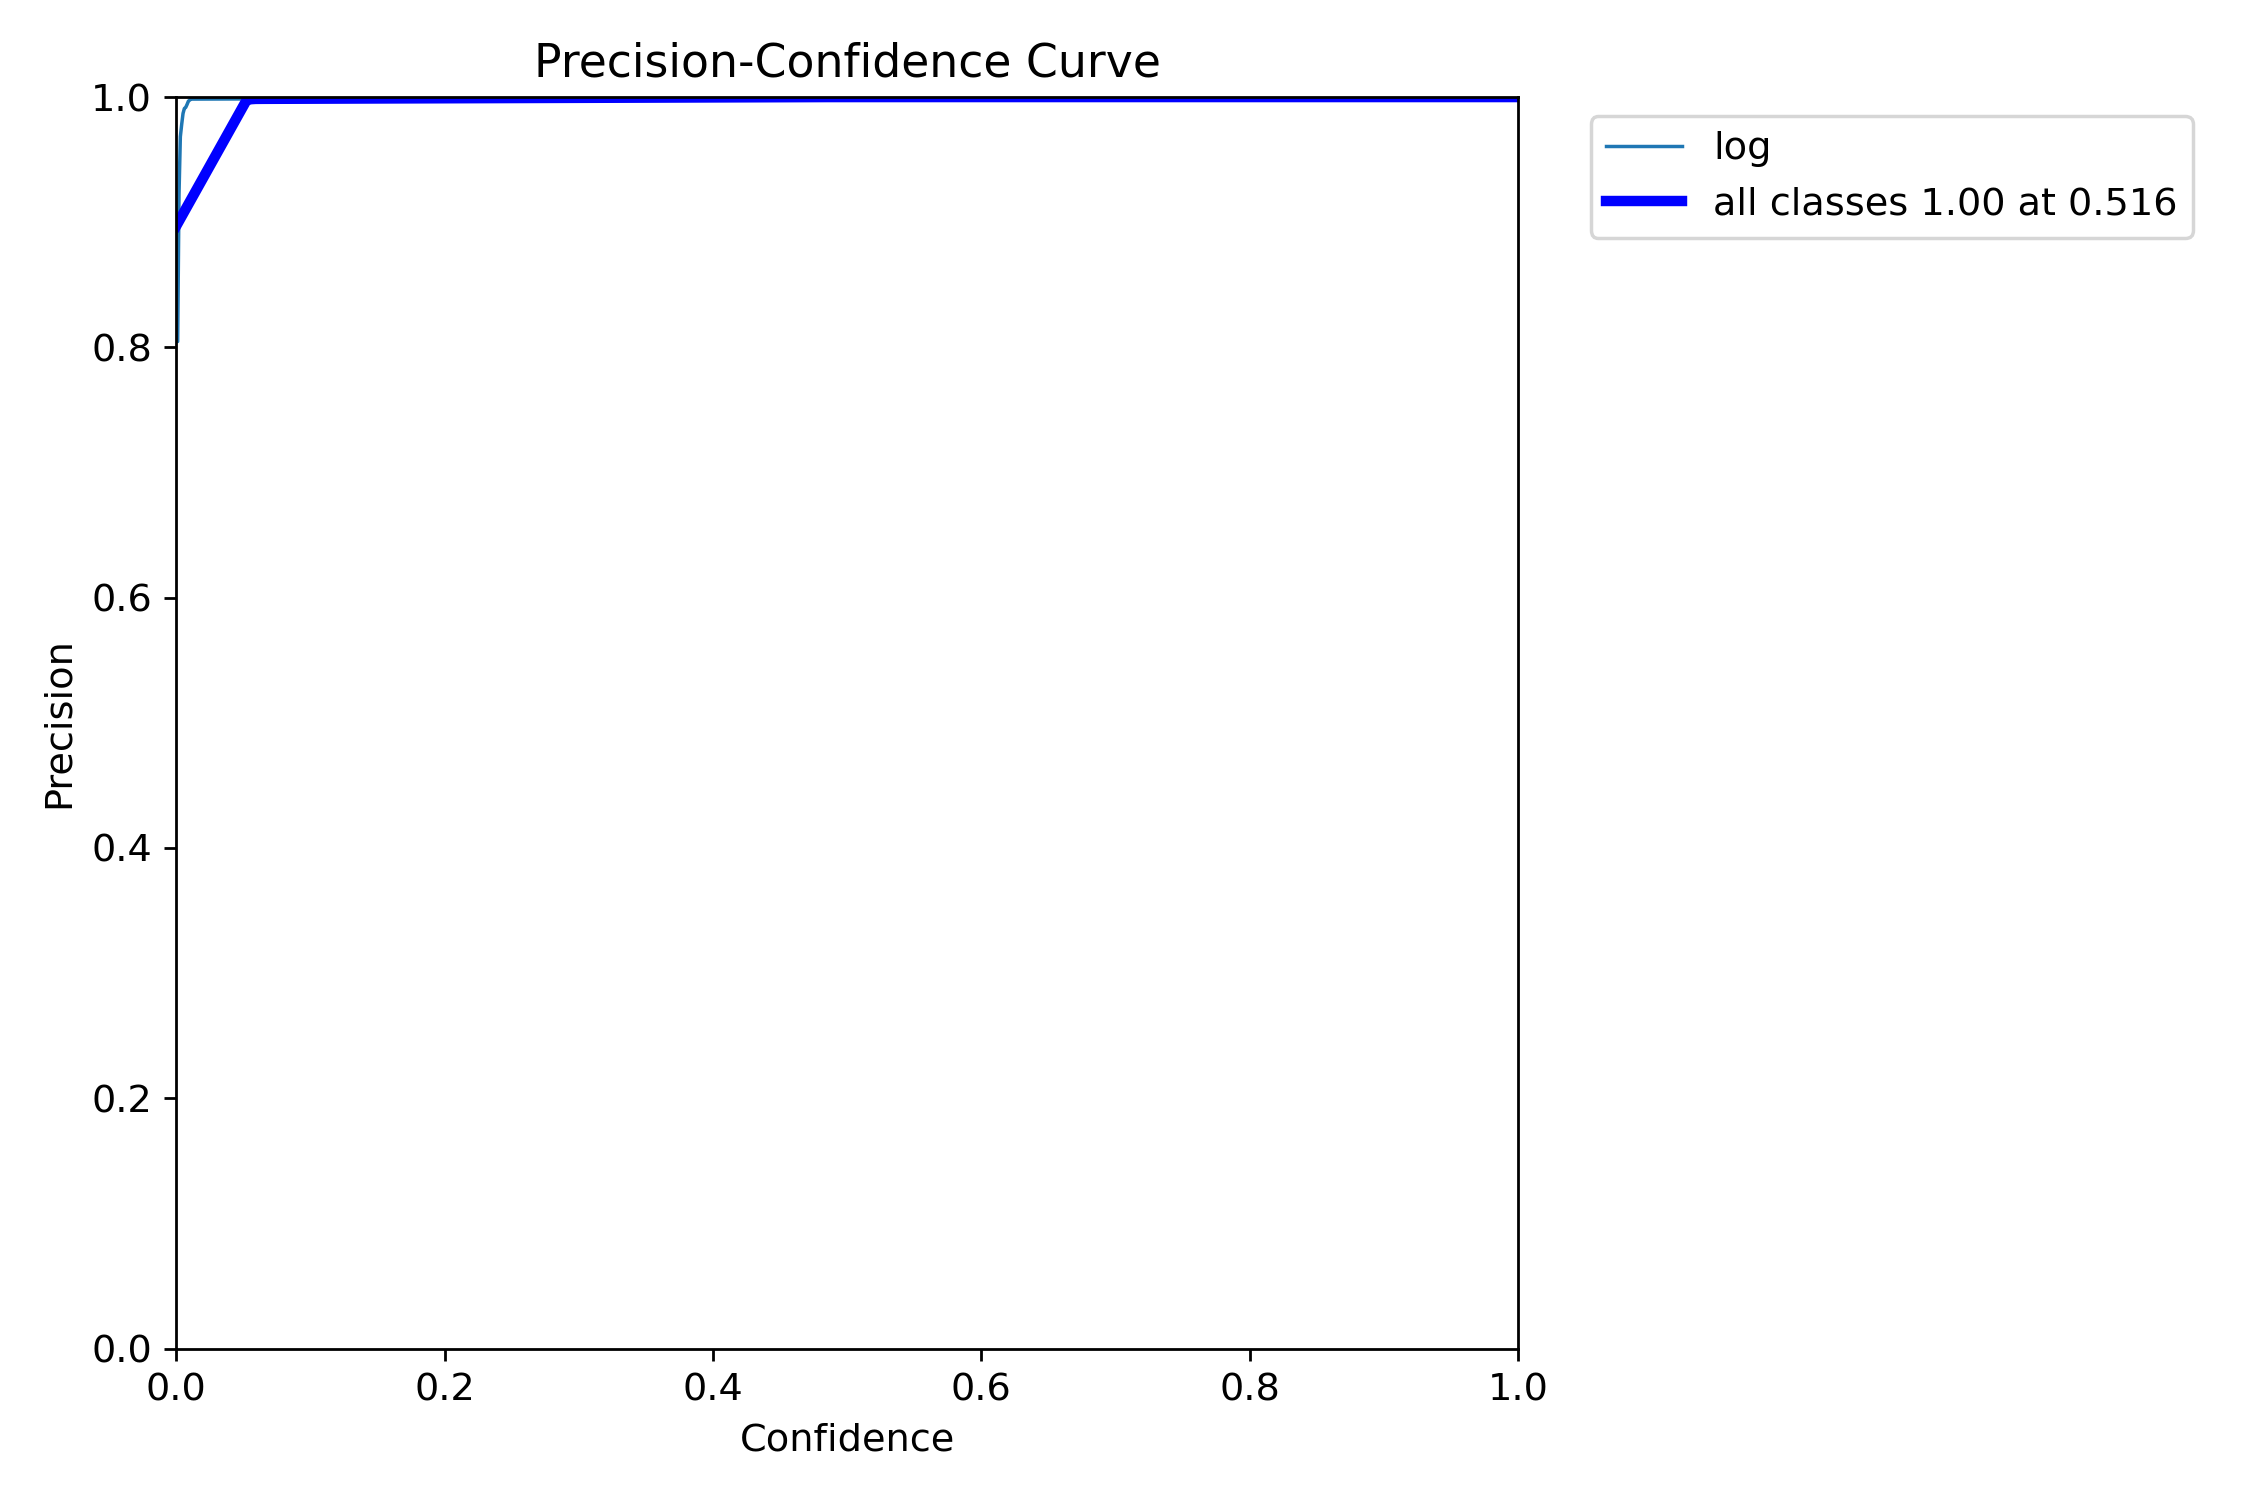 Precision-Confidence Curve
1.0
0.8
0.6
0.4
0.2
0.0
Precision
0.0 0.2 0.4 0.6 0.8 1.0
Confidence
log
all classes 1.00 at 0.516